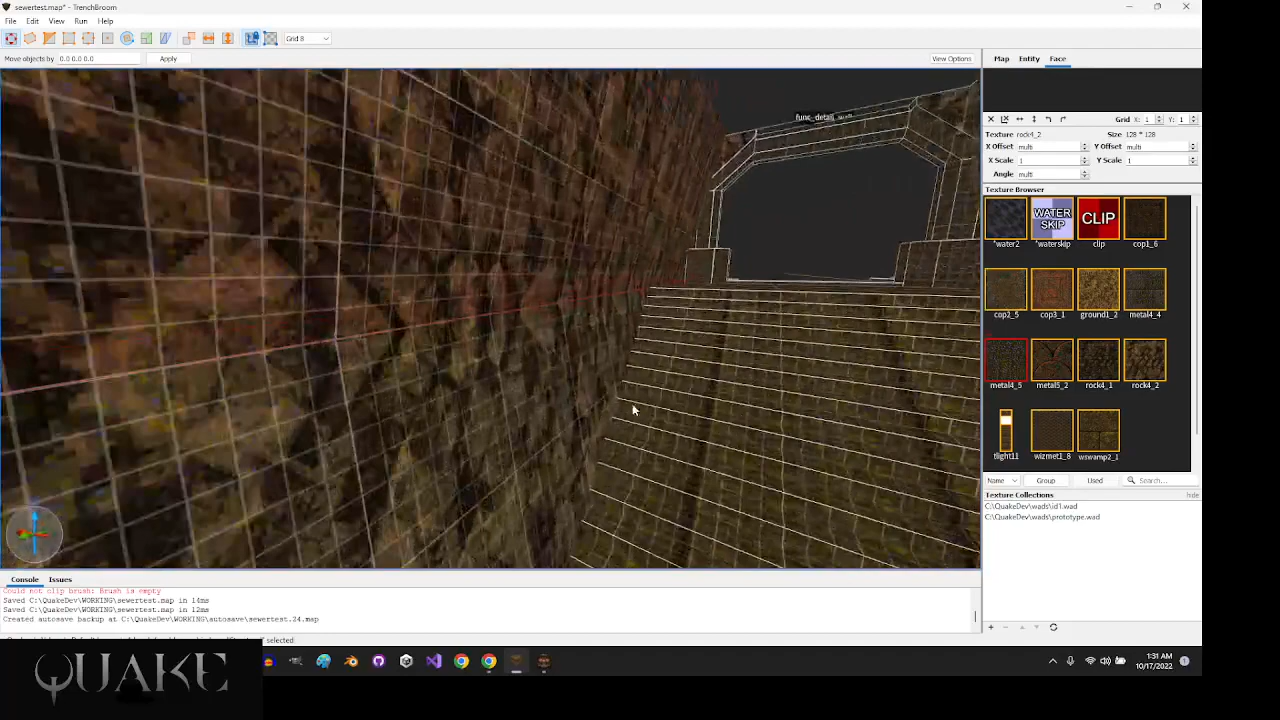 sewertest.map* - TrenchBroom
File Edit View Run Help
Grid 8
Move objects by 0.0 0.0 0.0 Apply View Options
Map Entity Face
func_detail
Grid X: 1 Y: 1
Texture rock4_2 Size 128 * 128
X Offset multi Y Offset multi
X Scale 1 Y Scale 1
Angle multi
Texture Browser
WATER SKIP CLIP
*water2 *waterskip clip cop1_6
cop2_5 cop3_1 ground1_2 metal4_4
metal4_5 metal5_2 rock4_1 rock4_2
tlight11 wizmet1_8 wswamp2_1
Name Group Used Search...
Texture Collections hide
C:\QuakeDev\wads\id1.wad
C:\QuakeDev\wads\prototype.wad
Console Issues
Could not clip brush: Brush is empty
Saved C:\QuakeDev\WORKING\sewertest.map in 14ms
Saved C:\QuakeDev\WORKING\sewertest.map in 12ms
Created autosave backup at C:\QuakeDev\WORKING\autosave\sewertest.24.map
selected
QUAKE
1:31 AM
10/17/2022
1